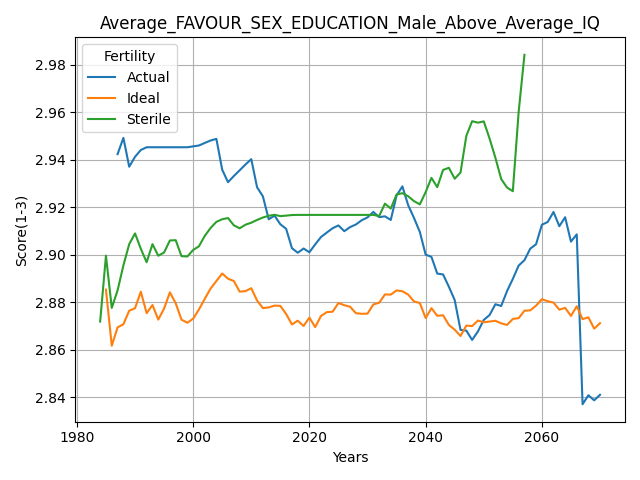 Average_FAVOUR_SEX_EDUCATION_Male_Above_Average_IQ
Fertility
Actual
Ideal
Sterile
Score(1-3)
2.98
2.96
2.94
2.92
2.90
2.88
2.86
2.84
1980
2000
2020
2040
2060
Years